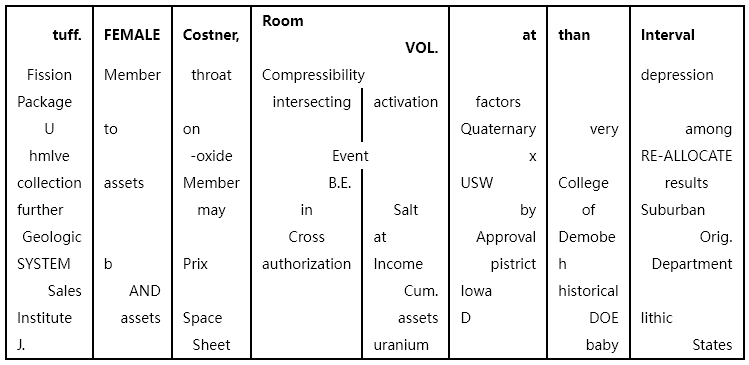 tuff. FEMALE Costner, Room VOL. at than Interval
Fission Member throat Compressibility depression
Package intersecting activation factors
U to on Quaternary very among
hmlve -oxide Event x RE-ALLOCATE
collection assets Member B.E. USW College results
further may in Salt by of Suburban
Geologic Cross at Approval Demobe Orig.
SYSTEM b Prix authorization Income pistrict h Department
Sales AND Cum. Iowa historical
Institute assets Space assets D DOE lithic
J. Sheet uranium baby States